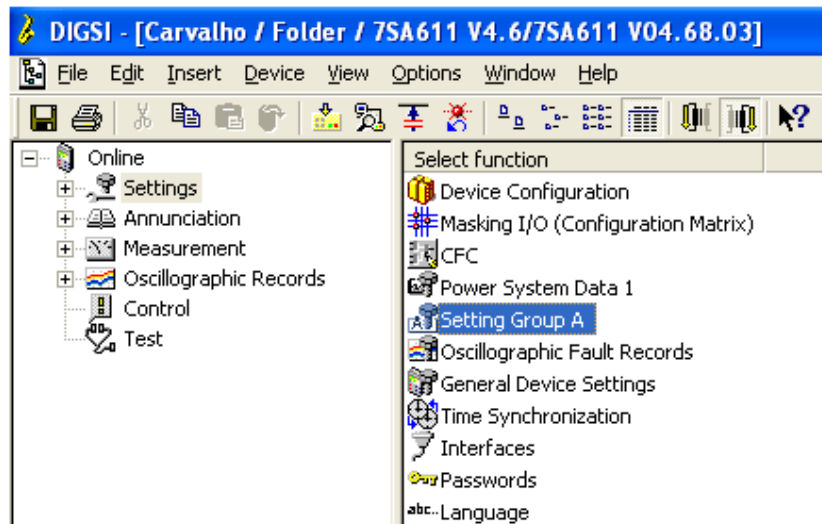 DIGSI - [Carvalho / Folder / 7SA611 V4.6/7SA611 V04.68.03]
File Edit Insert Device View Options Window Help
Online
Settings
Annunciation
Measurement
Oscillographic Records
Control
Test
Select function
Device Configuration
Masking I/O (Configuration Matrix)
CFC
Power System Data 1
Setting Group A
Oscillographic Fault Records
General Device Settings
Time Synchronization
Interfaces
Passwords
abc.. Language